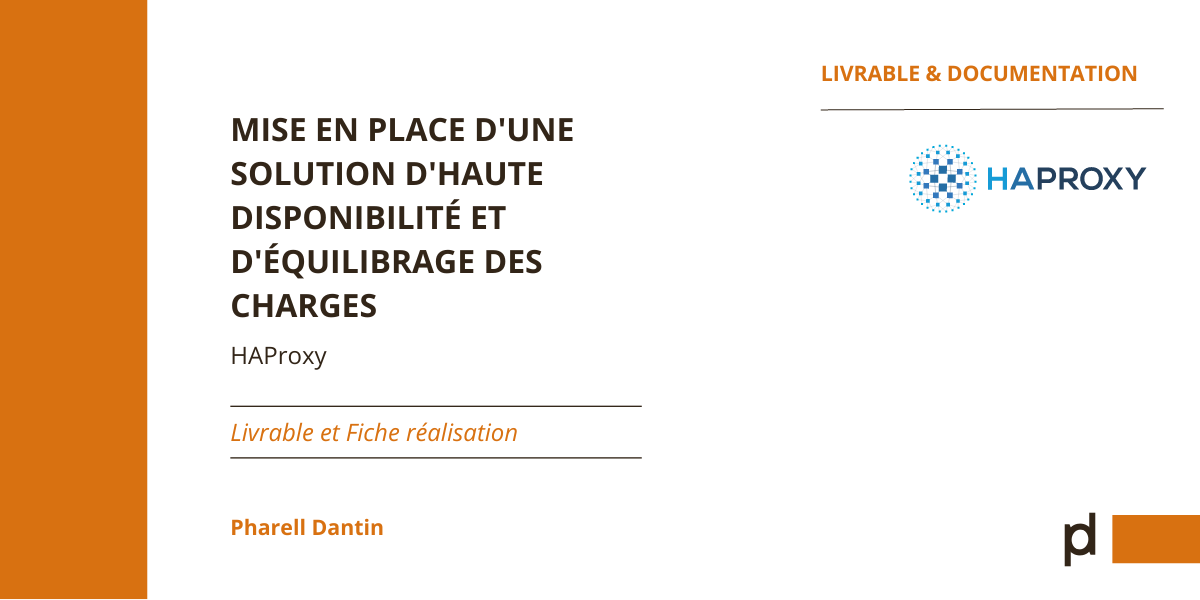 LIVRABLE & DOCUMENTATION
HAPROXY
MISE EN PLACE D'UNE
SOLUTION D'HAUTE
DISPONIBILITÉ ET
D'ÉQUILIBRAGE DES
CHARGES
HAProxy
Livrable et Fiche réalisation
Pharell Dantin
pd